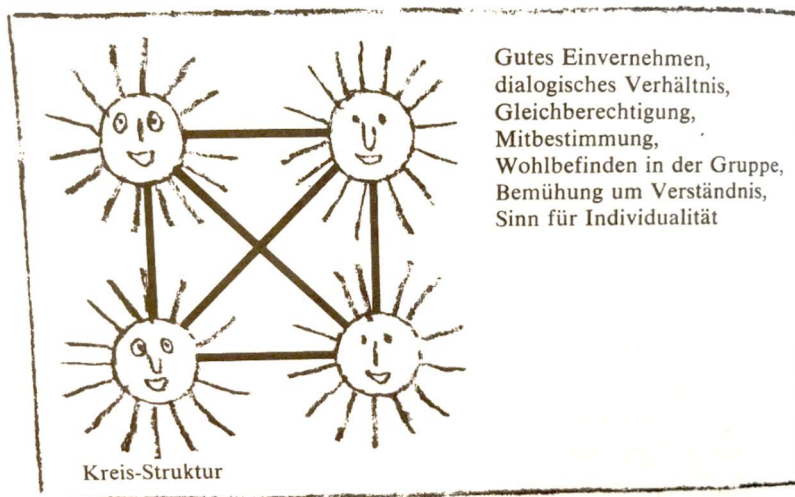 Gutes Einvernehmen,
dialogisches Verhältnis,
Gleichberechtigung,
Mitbestimmung,
Wohlbefinden in der Gruppe,
Bemühung um Verständnis,
Sinn für Individualität
Kreis-Struktur